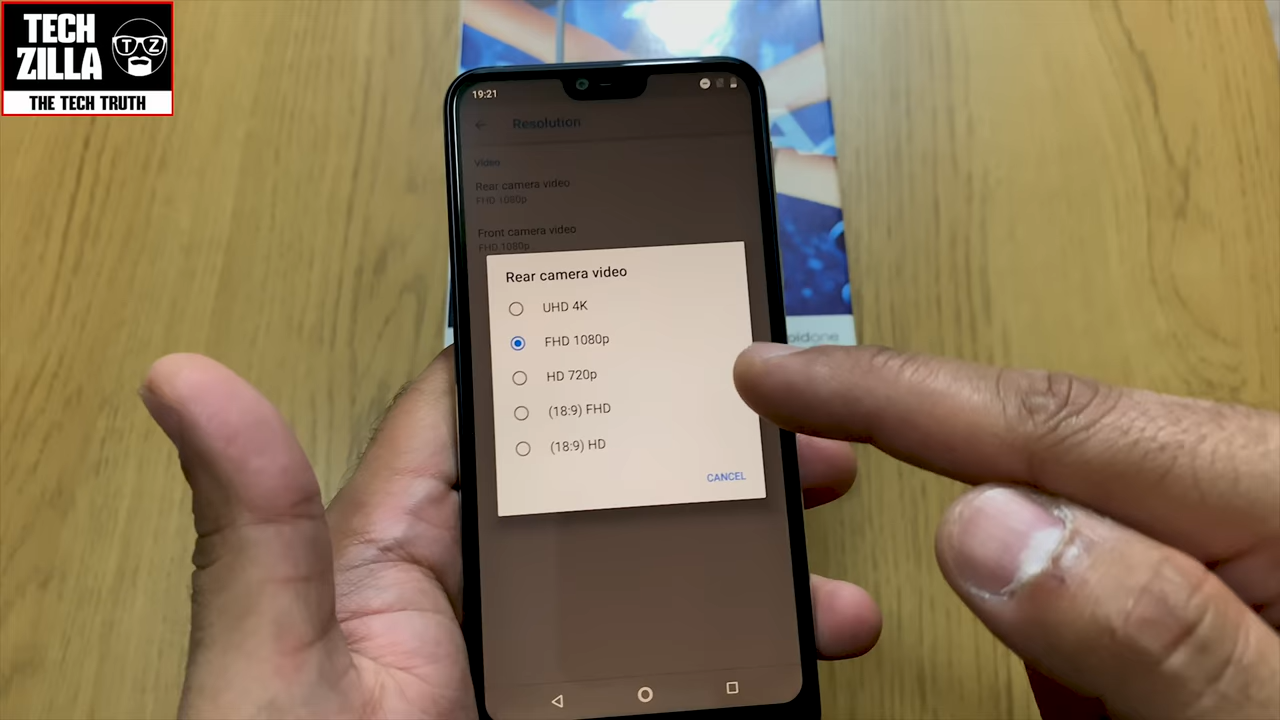 TECH
ZILLA
TZ
THE TECH TRUTH
19:21
Resolution
Video
Rear camera video
FHD 1080p
Front camera video
FHD 1080p
Rear camera video
UHD 4K
FHD 1080p
HD 720p
(18:9) FHD
(18:9) HD
CANCEL
oidone